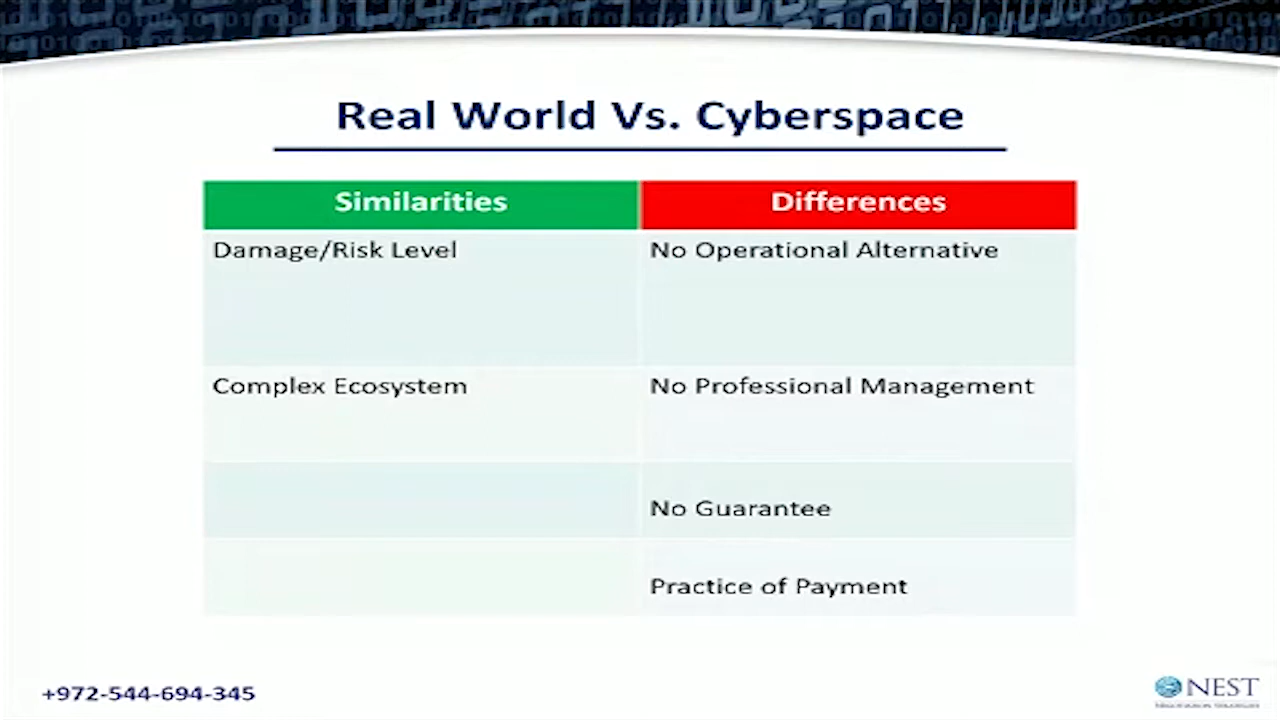 Real World Vs. Cyberspace
Similarities
Differences
Damage/Risk Level
No Operational Alternative
Complex Ecosystem
No Professional Management
No Guarantee
Practice of Payment
+972-544-694-345
NEST